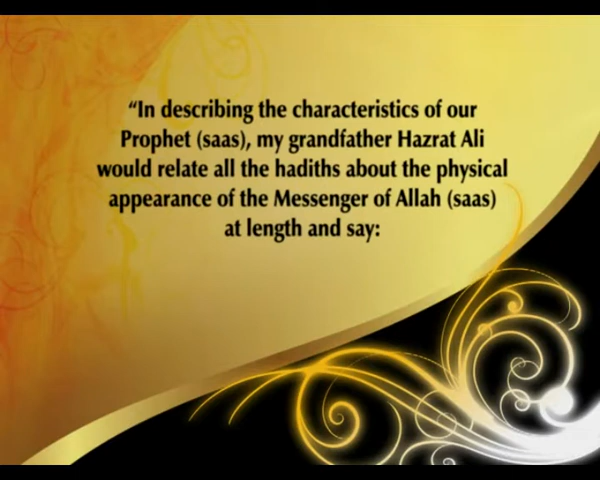 “In describing the characteristics of our
Prophet (saas), my grandfather Hazrat Ali
would relate all the hadiths about the physical
appearance of the Messenger of Allah (saas)
at length and say: